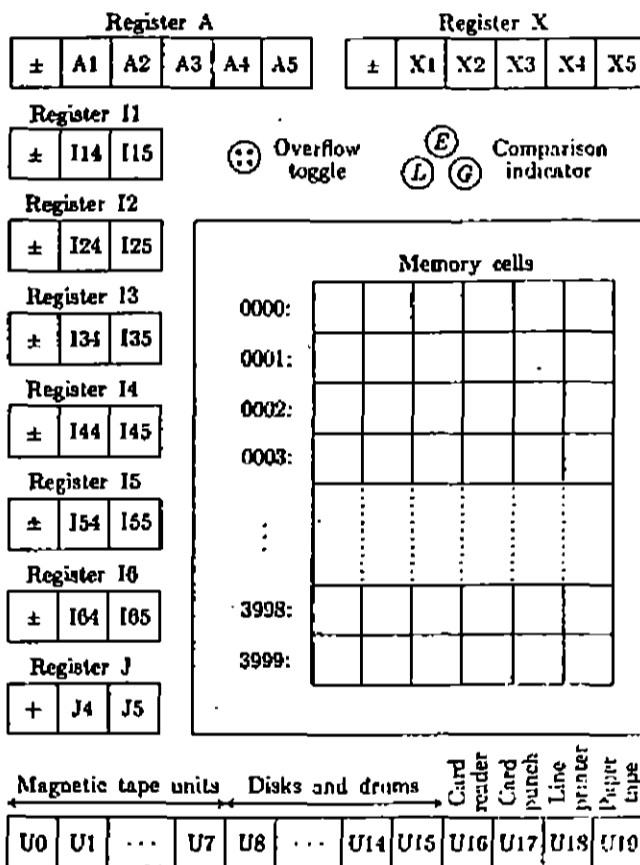 Register A
± A1 A2 A3 A4 A5
Register X
± X1 X2 X3 X4 X5
Register I1
± I14 I15
Overflow
toggle
E
L G
Comparison
indicator
Register I2
± I24 I25
Register I3
± I34 I35
Register I4
± I44 I45
Register I5
± I54 I55
Register I6
± I64 I65
Register J
+ J4 J5
Memory cells
0000:
0001:
0002:
0003:
⋮
3998:
3999:
Magnetic tape units
Disks and drums
Card
reader
Card
punch
Line
printer
Paper
tape
U0 U1 ··· U7 U8 ··· U14 U15 U16 U17 U18 U19